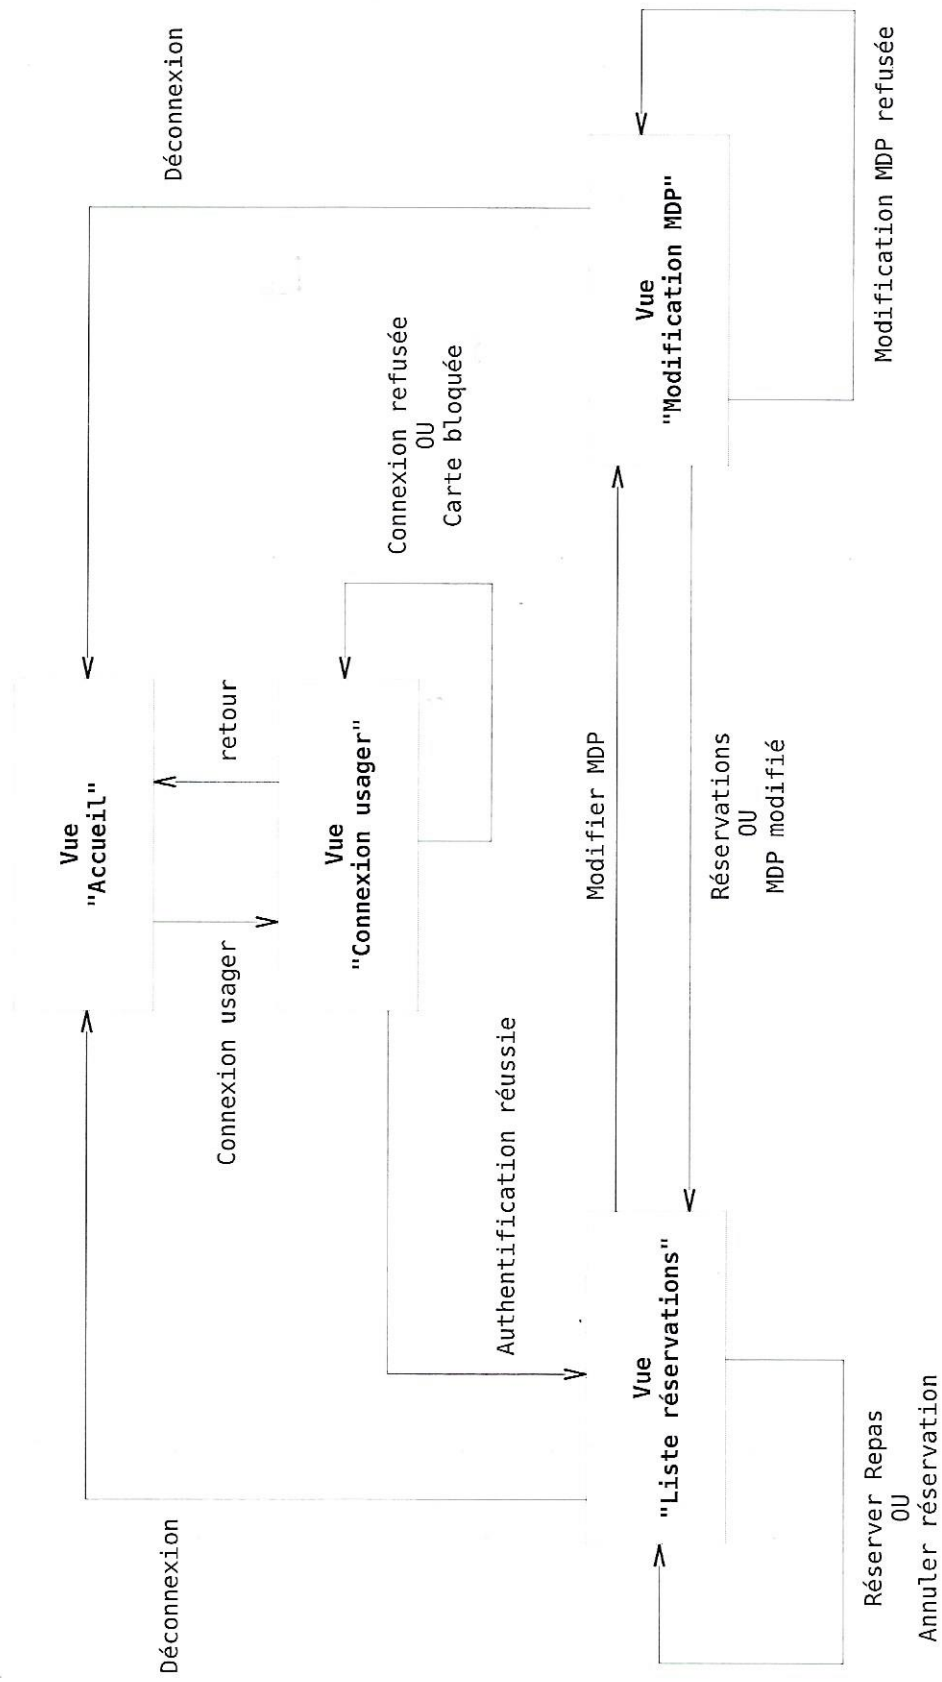 Vue
"Accueil"
Déconnexion
Déconnexion
Connexion usager
retour
Vue
"Connexion usager"
Connexion refusée
OU
Carte bloquée
Authentification réussie
Modifier MDP
Vue
"Liste réservations"
Vue
"Modification MDP"
Réservations
OU
MDP modifié
Réserver Repas
OU
Annuler réservation
Modification MDP refusée